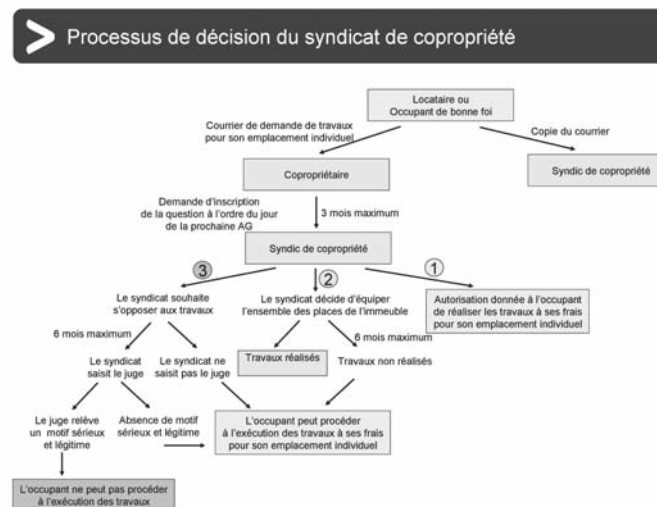 Processus de décision du syndicat de copropriété
Locataire ou
Occupant de bonne foi
Courrier de demande de travaux
pour son emplacement individuel
Copie du courrier
Copropriétaire
Syndic de copropriété
Demande d'inscription
de la question à l'ordre du jour
de la prochaine AG
3 mois maximum
Syndic de copropriété
3
2
1
Le syndicat souhaite
s'opposer aux travaux
Le syndicat décide d'équiper
l'ensemble des places de l'immeuble
Autorisation donnée à l'occupant
de réaliser les travaux à ses frais
pour son emplacement individuel
6 mois maximum
6 mois maximum
Le syndicat
saisit le juge
Le syndicat ne
saisit pas le juge
Travaux réalisés
Travaux non réalisés
Le juge relève
un motif sérieux
et légitime
Absence de motif
sérieux et légitime
L'occupant peut procéder
à l'exécution des travaux à ses frais
pour son emplacement individuel
L'occupant ne peut pas procéder
à l'exécution des travaux